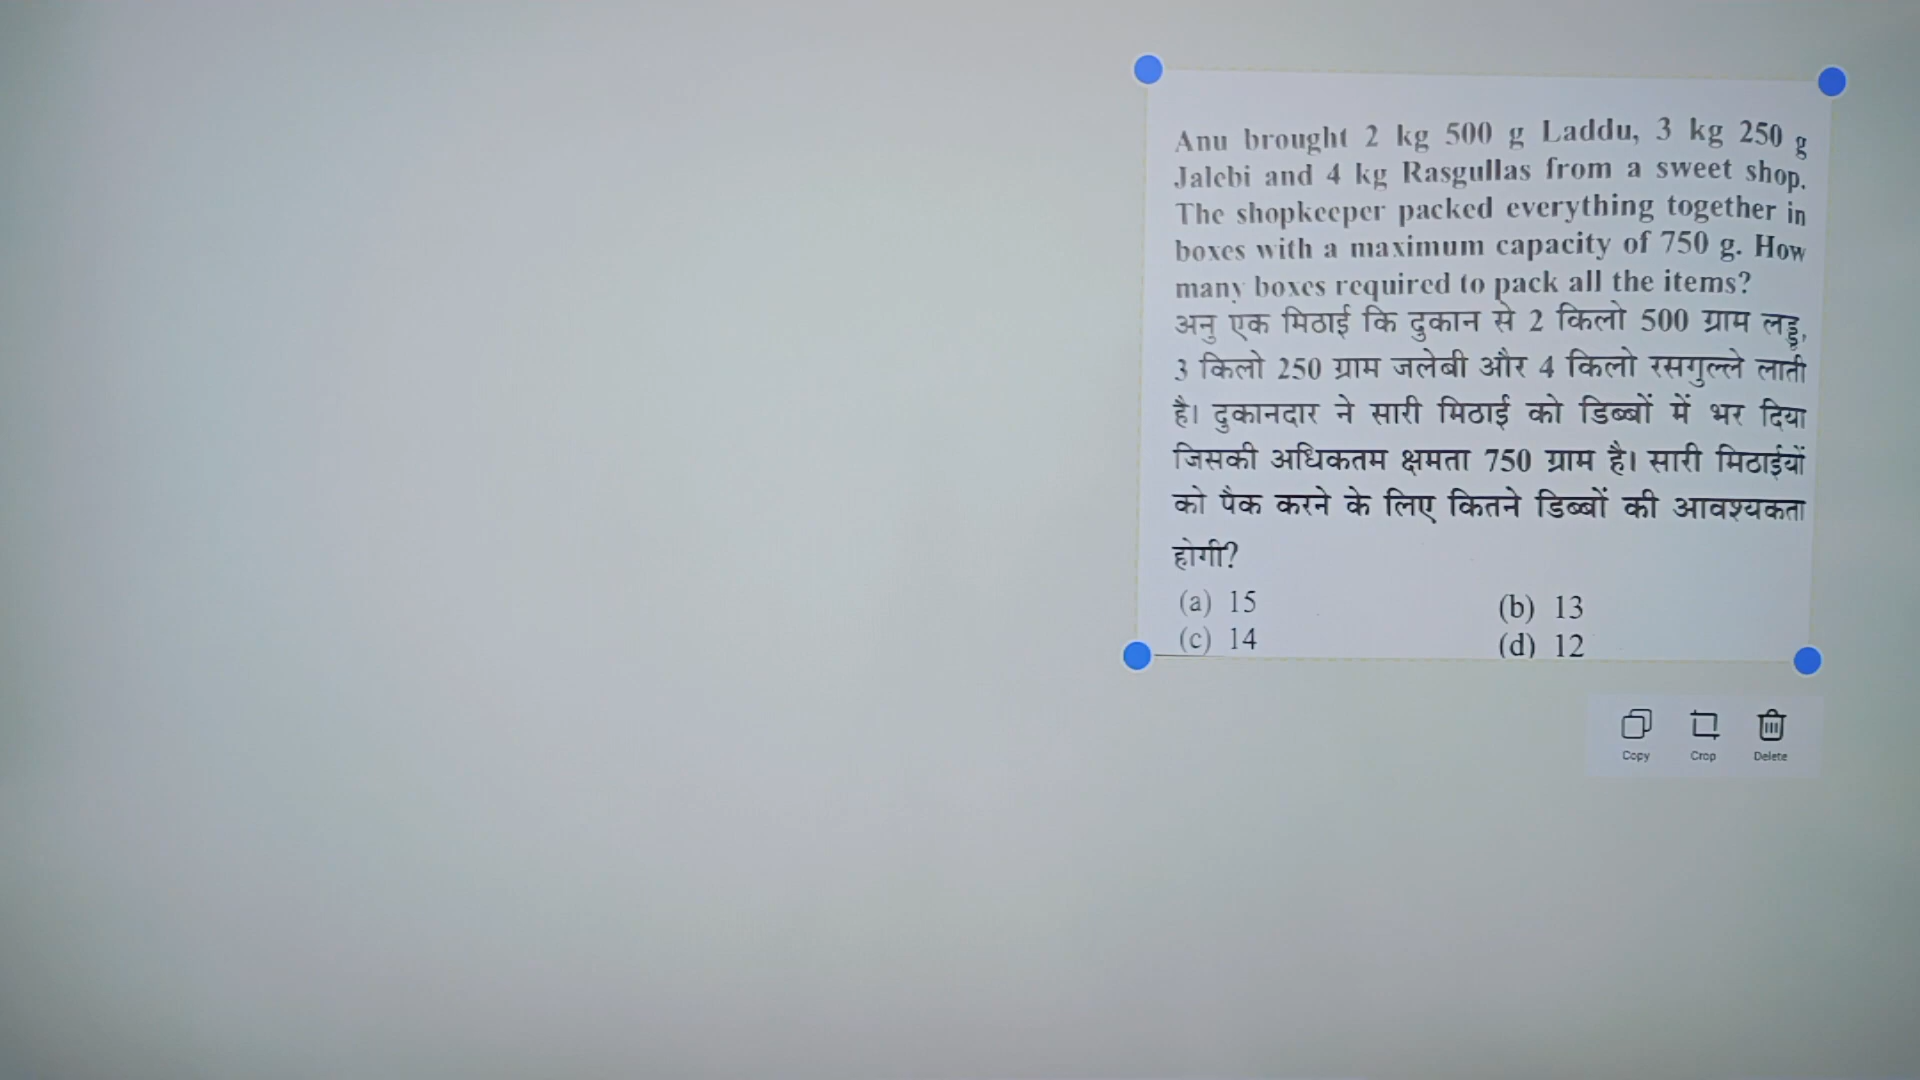 Anu brought 2 kg 500 g Laddu, 3 kg 250 g
Jalebi and 4 kg Rasgullas from a sweet shop.
The shopkeeper packed everything together in
boxes with a maximum capacity of 750 g. How
many boxes required to pack all the items?
अनु एक मिठाई कि दुकान से 2 किलो 500 ग्राम लड्डू,
3 किलो 250 ग्राम जलेबी और 4 किलो रसगुल्ले लाती
है। दुकानदार ने सारी मिठाई को डिब्बों में भर दिया
जिसकी अधिकतम क्षमता 750 ग्राम है। सारी मिठाईयों
को पैक करने के लिए कितने डिब्बों की आवश्यकता
होगी?
(a) 15 (b) 13
(c) 14 (d) 12
Copy Crop Delete